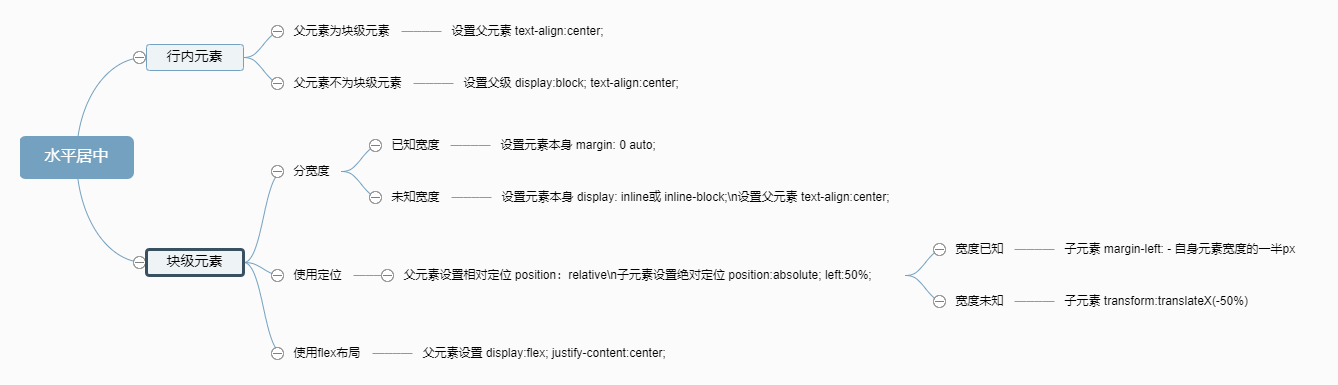 水平居中
行内元素
父元素为块级元素
设置父元素 text-align:center;
父元素不为块级元素
设置父级 display:block; text-align:center;
块级元素
分宽度
已知宽度
设置元素本身 margin: 0 auto;
未知宽度
设置元素本身 display: inline或 inline-block;\n设置父元素 text-align:center;
使用定位
父元素设置相对定位 position：relative\n子元素设置绝对定位 position:absolute; left:50%;
宽度已知
子元素 margin-left: - 自身元素宽度的一半px
宽度未知
子元素 transform:translateX(-50%)
使用flex布局
父元素设置 display:flex; justify-content:center;